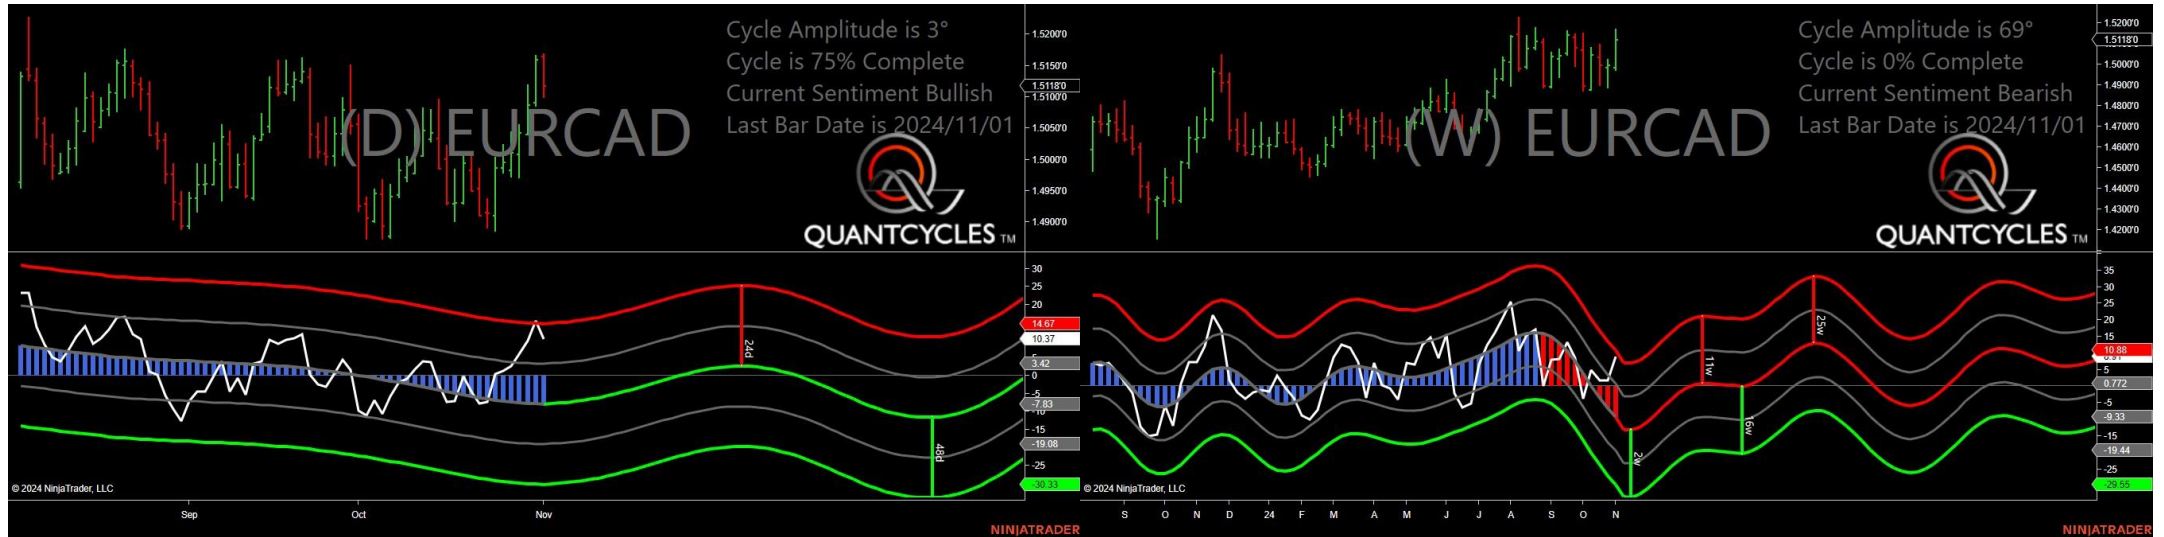 Cycle Amplitude is 3°
Cycle is 75% Complete
Current Sentiment Bullish
Last Bar Date is 2024/11/01
(D) EURCAD
QUANTCYCLES TM
1.5200'0
1.5150'0
1.5118'0
1.5100'0
1.5050'0
1.5000'0
1.4950'0
1.4900'0
30
25
20
14.67
10.37
3.42
0
-5
-7.83
-10
-15
-19.08
-25
-30.33
24d
48d
© 2024 NinjaTrader, LLC
Sep Oct Nov
NINJATRADER
Cycle Amplitude is 69°
Cycle is 0% Complete
Current Sentiment Bearish
Last Bar Date is 2024/11/01
(W) EURCAD
QUANTCYCLES TM
1.5200'0
1.5118'0
1.5000'0
1.4900'0
1.4800'0
1.4700'0
1.4600'0
1.4500'0
1.4400'0
1.4300'0
1.4200'0
35
30
25
20
15
10.88
5
0.772
-5
-9.33
-15
-19.44
-25
-29.55
2w
11w
16w
25w
© 2024 NinjaTrader, LLC
S O N D 24 F M A M J J A S O N
NINJATRADER